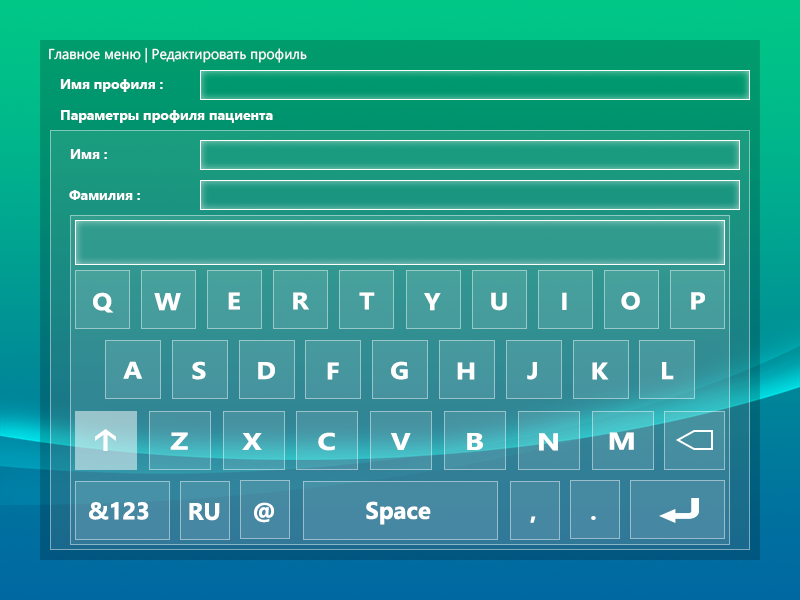 Главное меню | Редактировать профиль
Имя профиля :
Параметры профиля пациента
Имя :
Фамилия :
Q W E R T Y U I O P
A S D F G H J K L
Z X C V B N M
&123 RU @ Space , .